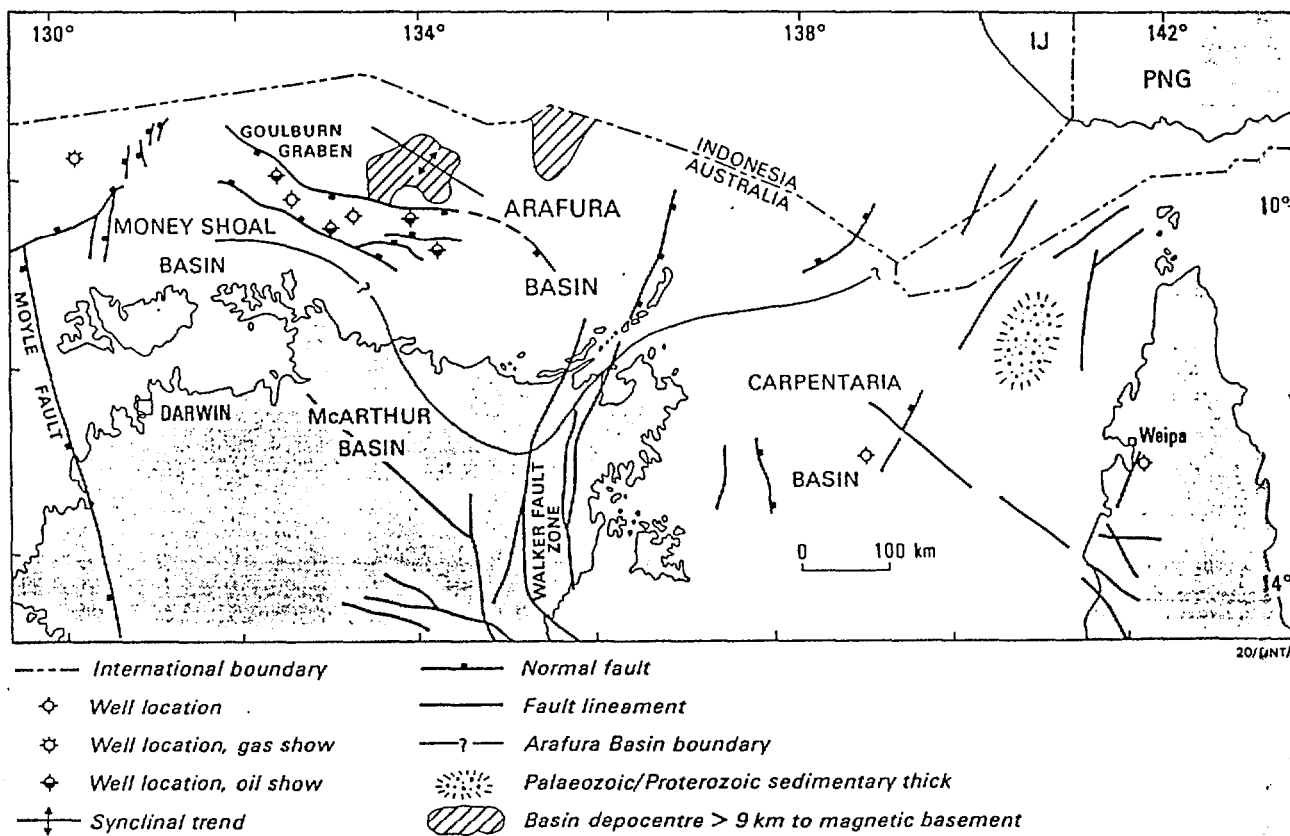 130° 134° 138° 142°
IJ
PNG
GOULBURN
GRABEN
INDONESIA
AUSTRALIA
ARAFURA
10°
MONEY SHOAL
BASIN
BASIN
MOYLE FAULT
CARPENTARIA
DARWIN
McARTHUR
BASIN
Weipa
BASIN
WALKER FAULT
ZONE
0 100 km
14°
International boundary
Normal fault
Well location
Fault lineament
Well location, gas show
? Arafura Basin boundary
Well location, oil show
Palaeozoic/Proterozoic sedimentary thick
Synclinal trend
Basin depocentre > 9 km to magnetic basement